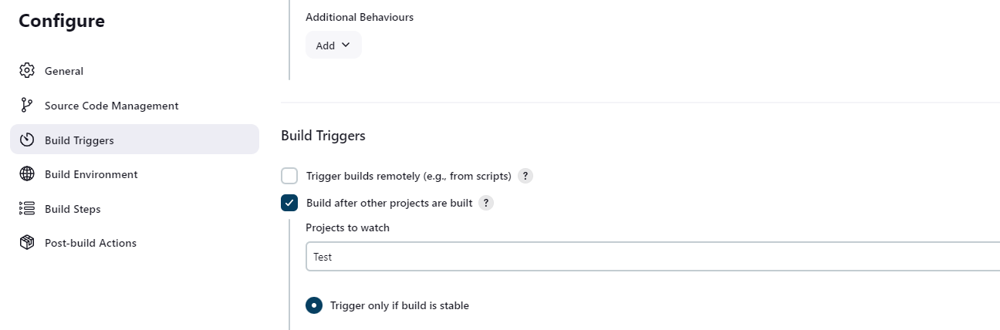 Configure
General
Source Code Management
Build Triggers
Build Environment
Build Steps
Post-build Actions
Additional Behaviours
Add
Build Triggers
Trigger builds remotely (e.g., from scripts) ?
Build after other projects are built ?
Projects to watch
Test
Trigger only if build is stable